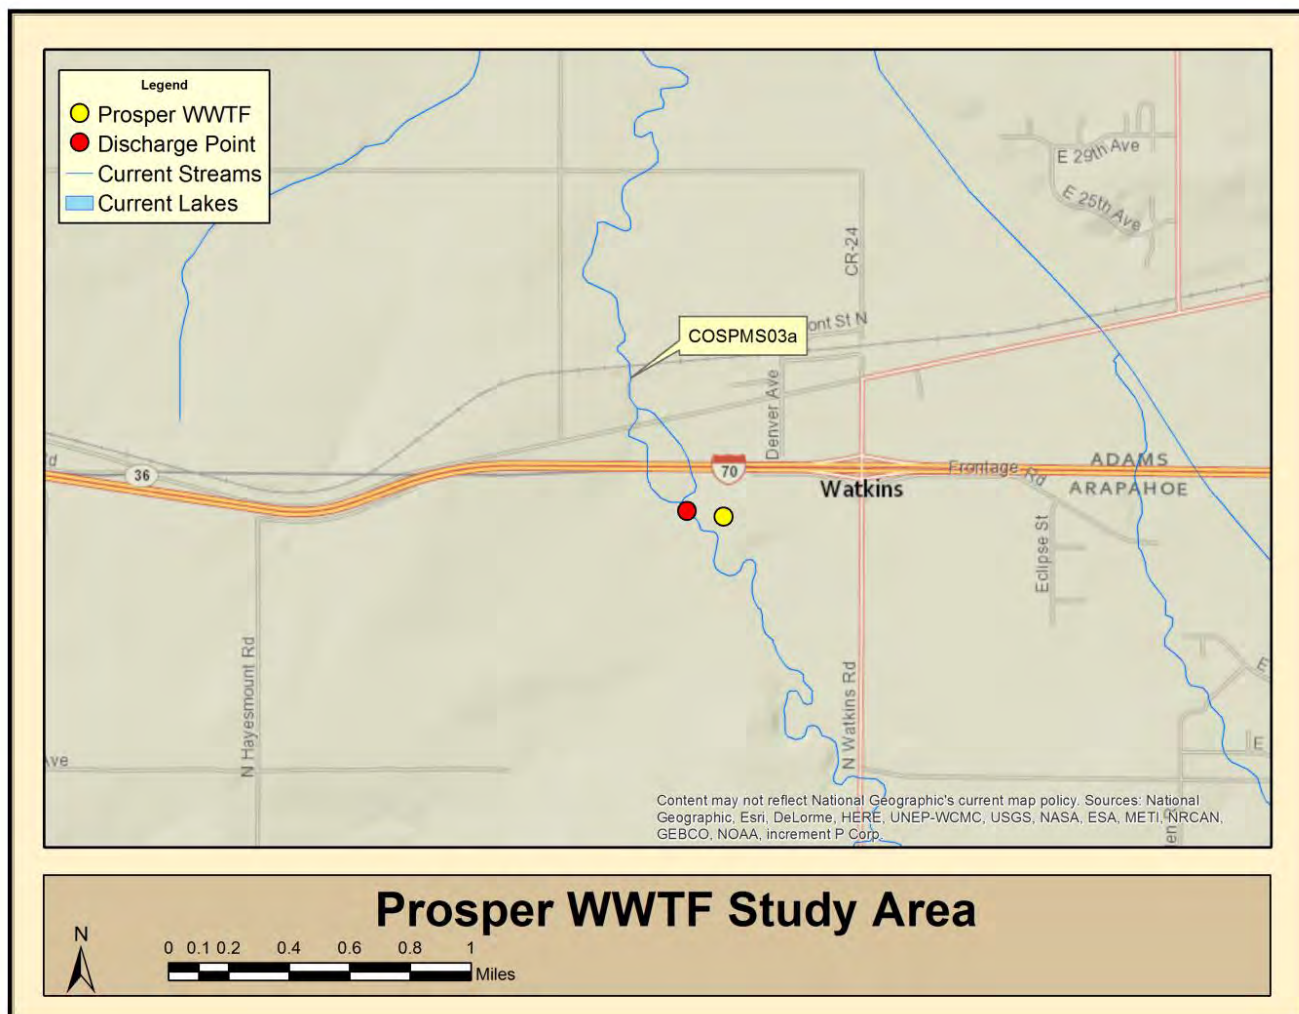 Legend
Prosper WWTF
Discharge Point
Current Streams
Current Lakes
E 29th Ave
E 25th Ave
CR-24
ont St N
COSPMS03a
Denver Ave
36
70
Watkins
Frontage Rd
ADAMS
ARAPAHOE
Eclipse St
N Hayesmount Rd
N Watkins Rd
E
E
Content may not reflect National Geographic's current map policy. Sources: National
Geographic, Esri, DeLorme, HERE, UNEP-WCMC, USGS, NASA, ESA, METI, NRCAN,
GEBCO, NOAA, increment P Corp.
Prosper WWTF Study Area
N
0 0.1 0.2 0.4 0.6 0.8 1
Miles